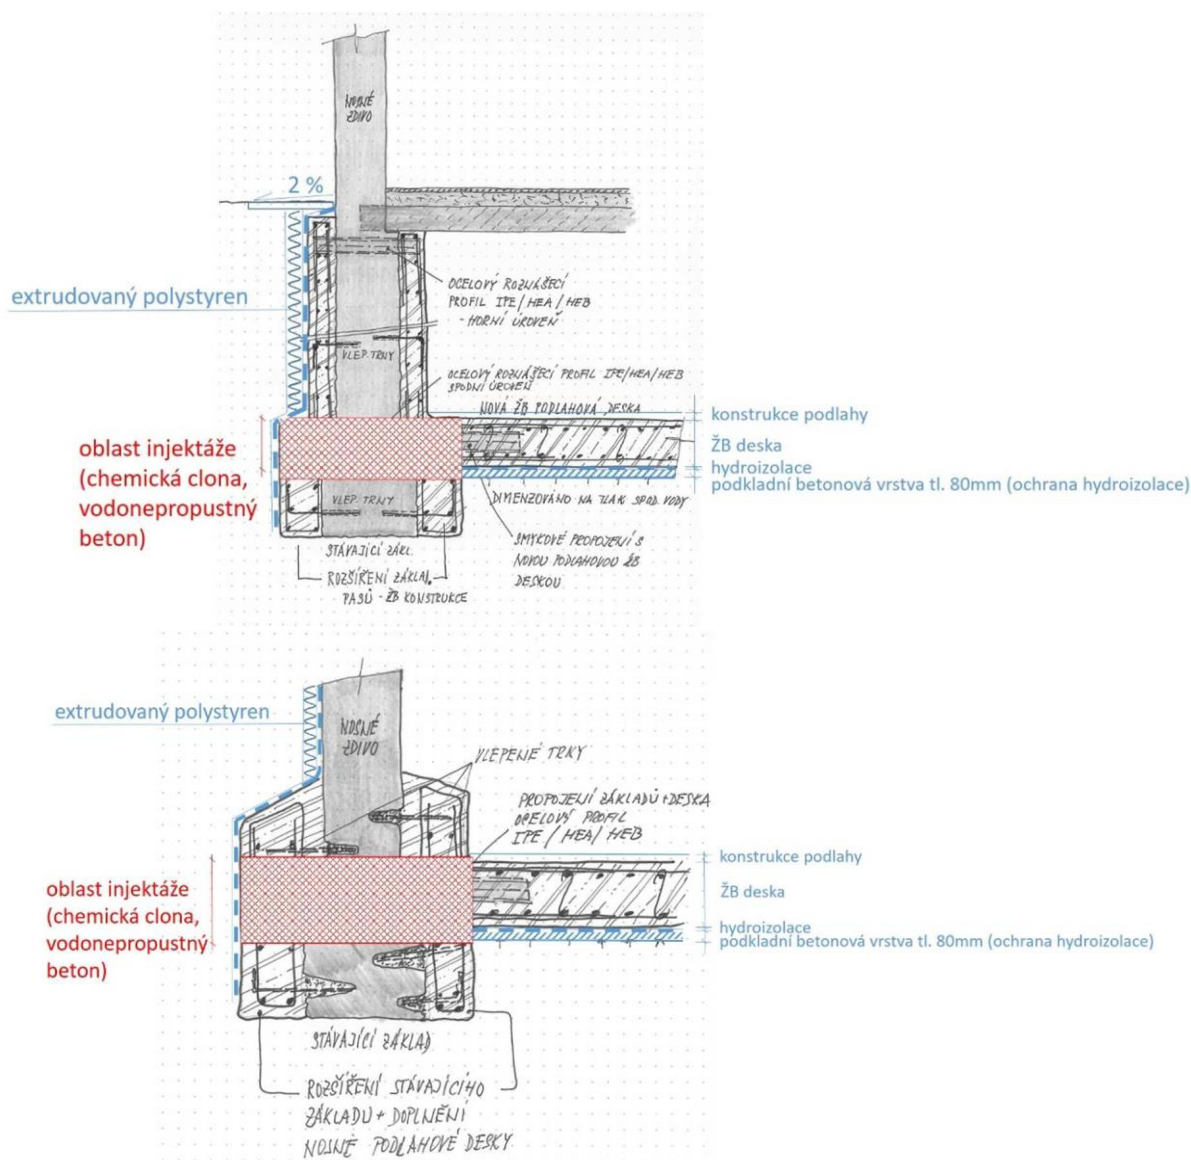 NOSNÉ
ZDIVO
2 %
extrudovaný polystyren
OCELOVÝ ROZNÁŠECÍ
PROFIL IPE/HEA/HEB
- HORNÍ ÚROVEŇ
VLEP. TRNY
OCELOVÝ ROZNÁŠECÍ PROFIL IPE/HEA/HEB
SPODNÍ ÚROVEŇ
NOVÁ ŽB PODLAHOVÁ DESKA
konstrukce podlahy
ŽB deska
hydroizolace
podkladní betonová vrstva tl. 80mm (ochrana hydroizolace)
oblast injektáže
(chemická clona,
vodonepropustný
beton)
VLEP. TRNY
DIMENZOVÁNO NA TLAK SPOD. VODY
STÁVAJÍCÍ ZÁKL.
ROZŠÍŘENÍ ZÁKLAD.
PASŮ - ŽB KONSTRUKCE
SMYKOVÉ PROPOJENÍ S
NOVOU PODLAHOVOU ŽB
DESKOU
extrudovaný polystyren
NOSNÉ
ZDIVO
VLEPENÉ TRNY
PROPOJENÍ ZÁKLADŮ + DESKA
OCELOVÝ PROFIL
IPE / HEA / HEB
konstrukce podlahy
ŽB deska
hydroizolace
podkladní betonová vrstva tl. 80mm (ochrana hydroizolace)
oblast injektáže
(chemická clona,
vodonepropustný
beton)
STÁVAJÍCÍ ZÁKLAD
ROZŠÍŘENÍ STÁVAJÍCÍHO
ZÁKLADU + DOPLNĚNÍ
NOSNÉ PODLAHOVÉ DESKY